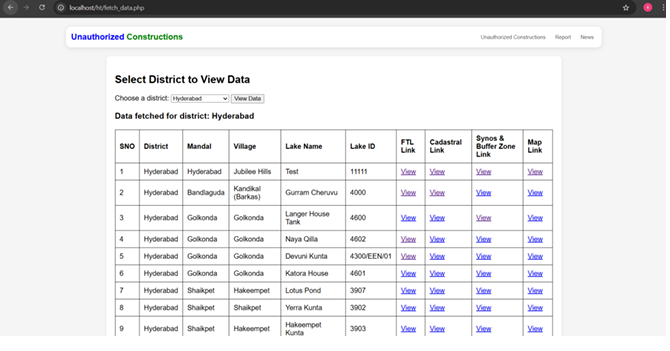 localhost/ht/fetch_data.php
Unauthorized Constructions
Unauthorized Constructions Report News
Select District to View Data
Choose a district: Hyderabad View Data
Data fetched for district: Hyderabad
SNO District Mandal Village Lake Name Lake ID FTL Link Cadastral Link Synos & Buffer Zone Link Map Link
1 Hyderabad Hyderabad Jubilee Hills Test 11111 View View View View
2 Hyderabad Bandlaguda Kandikal (Barkas) Gurram Cheruvu 4000 View View View View
3 Hyderabad Golkonda Golkonda Langer House Tank 4600 View View View View
4 Hyderabad Golkonda Golkonda Naya Qilla 4602 View View View View
5 Hyderabad Golkonda Golkonda Devuni Kunta 4300/EEN/01 View View View View
6 Hyderabad Golkonda Golkonda Katora House 4601 View View View View
7 Hyderabad Shaikpet Hakeempet Lotus Pond 3907 View View View View
8 Hyderabad Shaikpet Shaikpet Yerra Kunta 3902 View View View View
9 Hyderabad Shaikpet Hakeempet Hakeempet Kunta 3903 View View View View